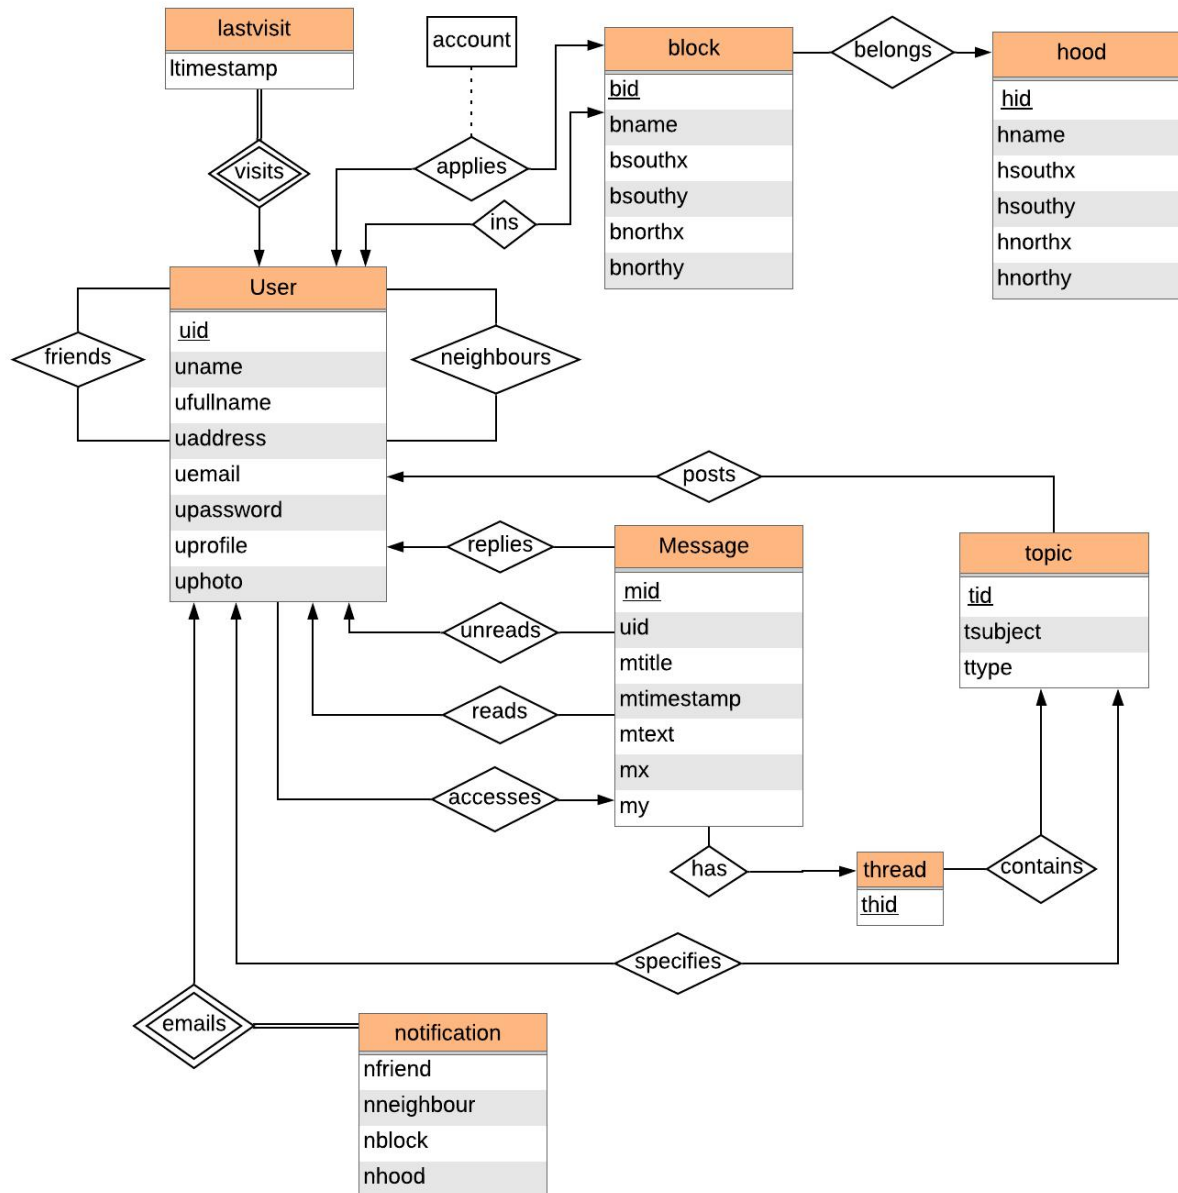 lastvisit
ltimestamp
account
visits
applies
ins
block
bid
bname
bsouthx
bsouthy
bnorthx
bnorthy
belongs
hood
hid
hname
hsouthx
hsouthy
hnorthx
hnorthy
User
uid
uname
ufullname
uaddress
uemail
upassword
uprofile
uphoto
friends
neighbours
posts
replies
unreads
reads
accesses
Message
mid
uid
mtitle
mtimestamp
mtext
mx
my
topic
tid
tsubject
ttype
has
thread
thid
contains
specifies
emails
notification
nfriend
nneighbour
nblock
nhood